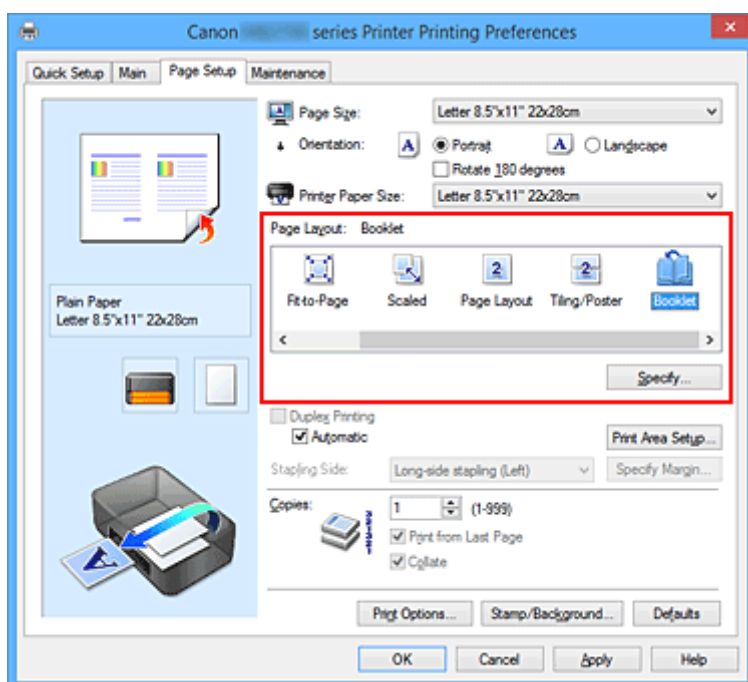 Canon series Printer Printing Preferences
Quick Setup Main Page Setup Maintenance
Page Size: Letter 8.5"x11" 22x28cm
Orientation: A Portrait A Landscape
Rotate 180 degrees
Printer Paper Size: Letter 8.5"x11" 22x28cm
Page Layout: Booklet
2 2
Fit-to-Page Scaled Page Layout Tiling/Poster Booklet
Plain Paper
Letter 8.5"x11" 22x28cm
Specify...
Duplex Printing
Automatic Print Area Setup...
Stapling Side: Long-side stapling (Left) Specify Margin...
Copies: 1 (1-999)
Print from Last Page
Collate
A
Print Options... Stamp/Background... Defaults
OK Cancel Apply Help